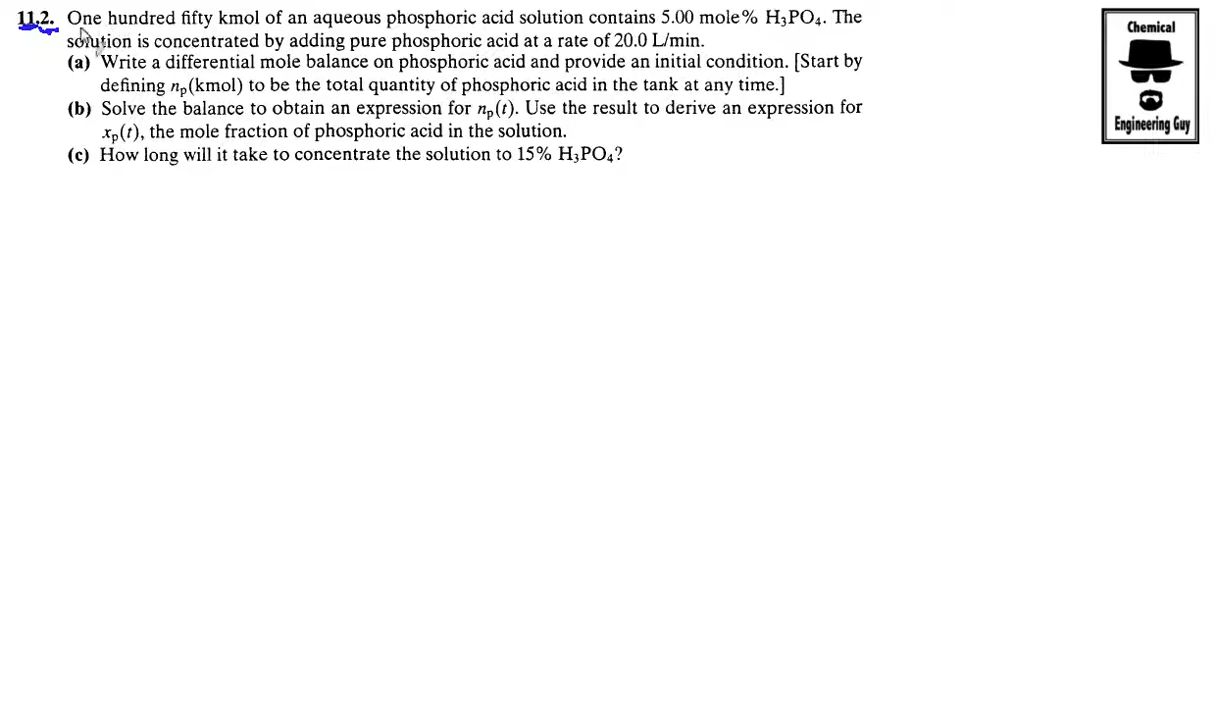 11.2. One hundred fifty kmol of an aqueous phosphoric acid solution contains 5.00 mole% H₃PO₄. The
solution is concentrated by adding pure phosphoric acid at a rate of 20.0 L/min.
(a) Write a differential mole balance on phosphoric acid and provide an initial condition. [Start by
defining nₚ(kmol) to be the total quantity of phosphoric acid in the tank at any time.]
(b) Solve the balance to obtain an expression for nₚ(t). Use the result to derive an expression for
xₚ(t), the mole fraction of phosphoric acid in the solution.
(c) How long will it take to concentrate the solution to 15% H₃PO₄?
Chemical
Engineering Guy